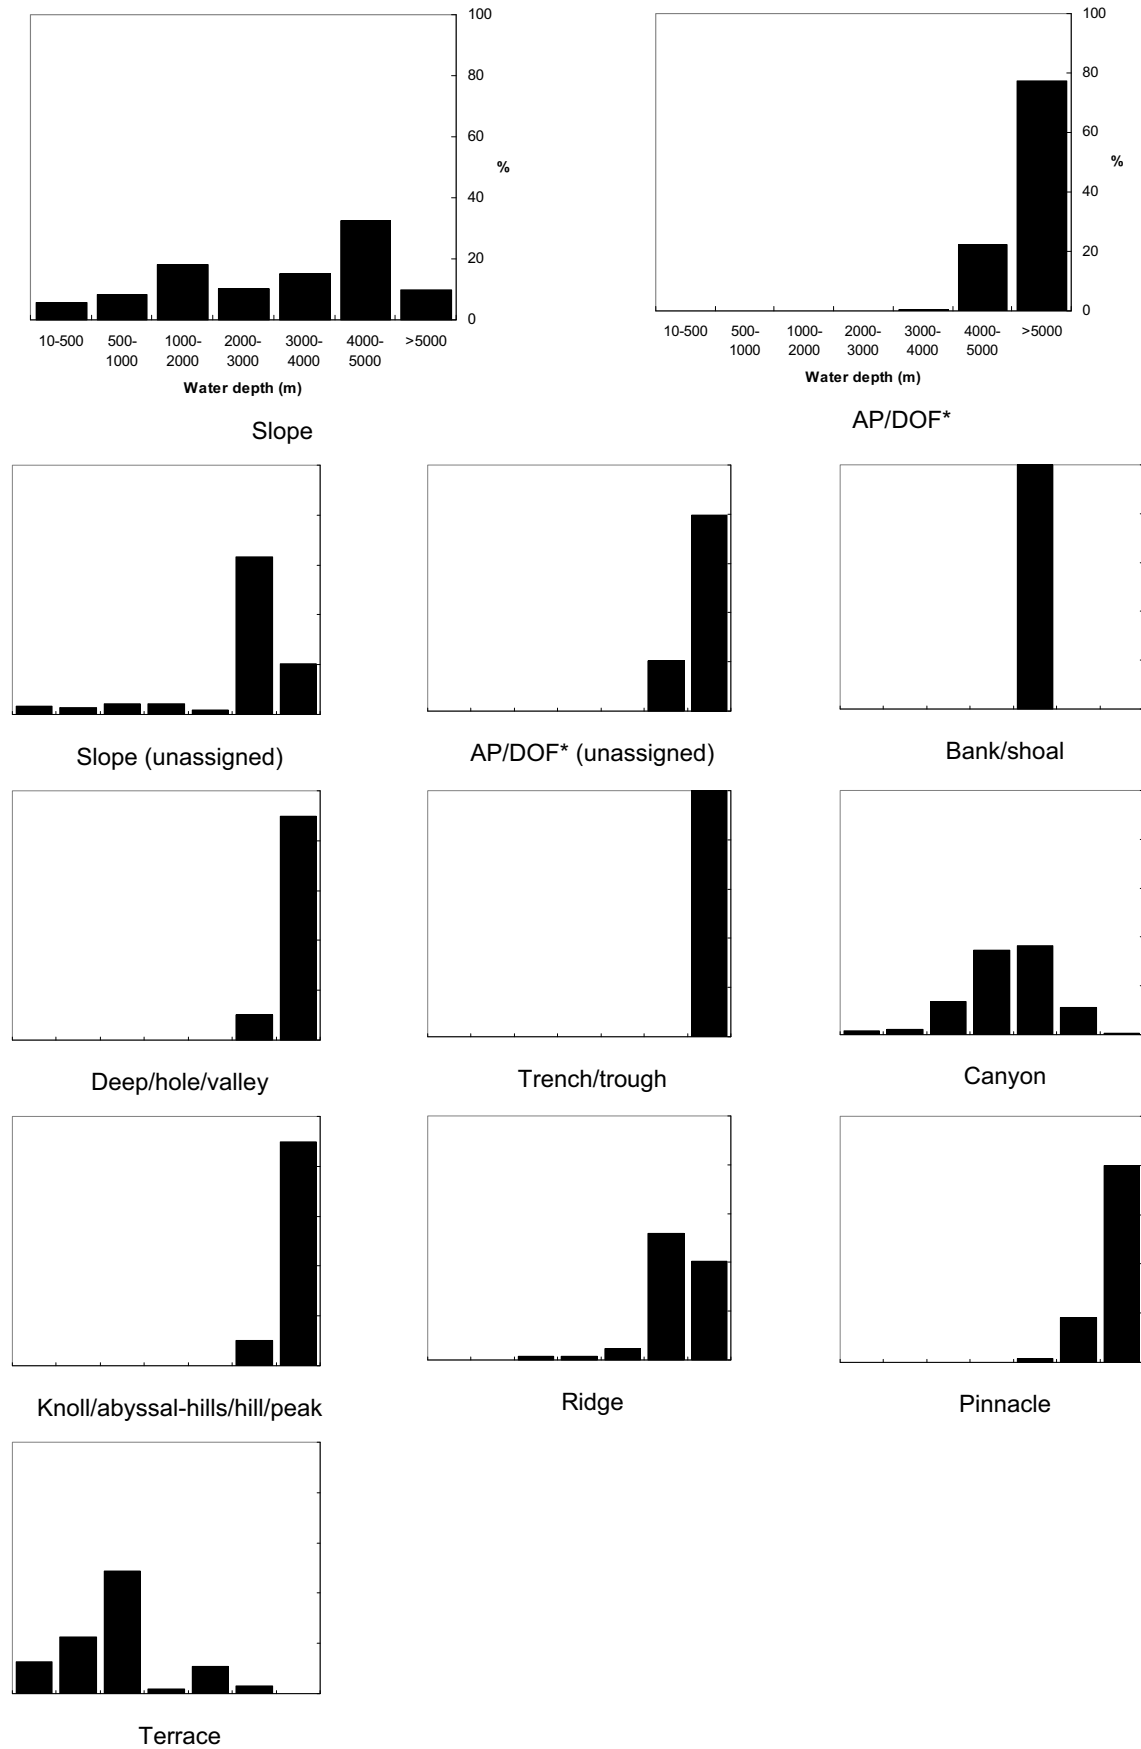 100
80
%
60
40
20
0
10-500 500- 1000- 2000- 3000- 4000- >5000
1000 2000 3000 4000 5000
Water depth (m)
Slope
100
80
60
%
40
20
0
10-500 500- 1000- 2000- 3000- 4000- >5000
1000 2000 3000 4000 5000
Water depth (m)
AP/DOF*
Slope (unassigned)
AP/DOF* (unassigned)
Bank/shoal
Deep/hole/valley
Trench/trough
Canyon
Knoll/abyssal-hills/hill/peak
Ridge
Pinnacle
Terrace